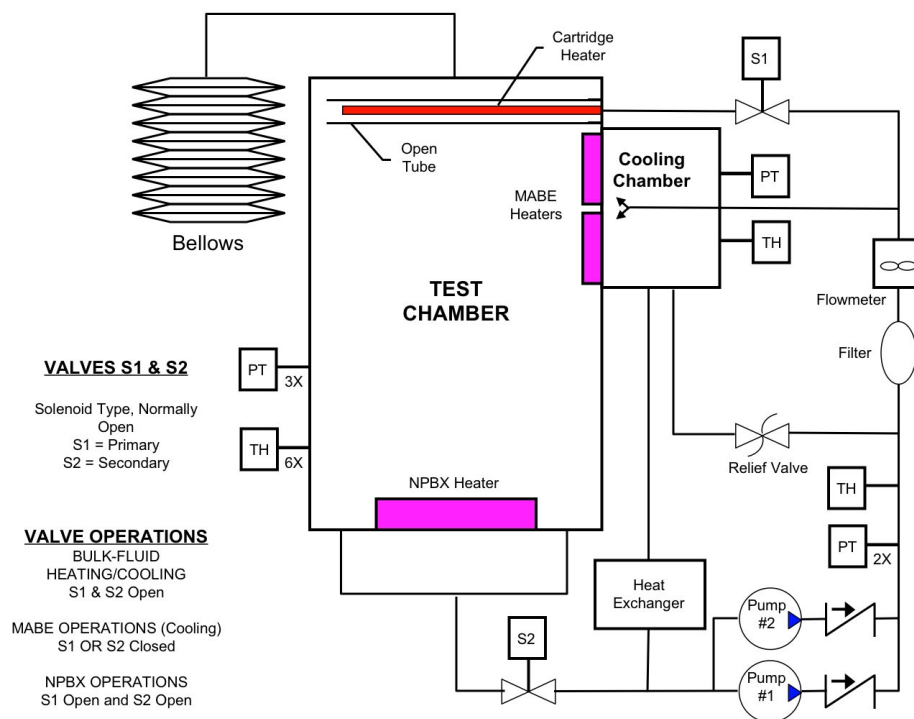 Cartridge
Heater
S1
Open
Tube
Cooling
Chamber
PT
MABE
Heaters
TH
Bellows
TEST
CHAMBER
Flowmeter
Filter
VALVES S1 & S2
PT
3X
Solenoid Type, Normally
Open
S1 = Primary
S2 = Secondary
TH
6X
Relief Valve
NPBX Heater
TH
PT
2X
VALVE OPERATIONS
BULK-FLUID
HEATING/COOLING
S1 & S2 Open
Heat
Exchanger
Pump
#2
MABE OPERATIONS (Cooling)
S1 OR S2 Closed
S2
NPBX OPERATIONS
S1 Open and S2 Open
Pump
#1